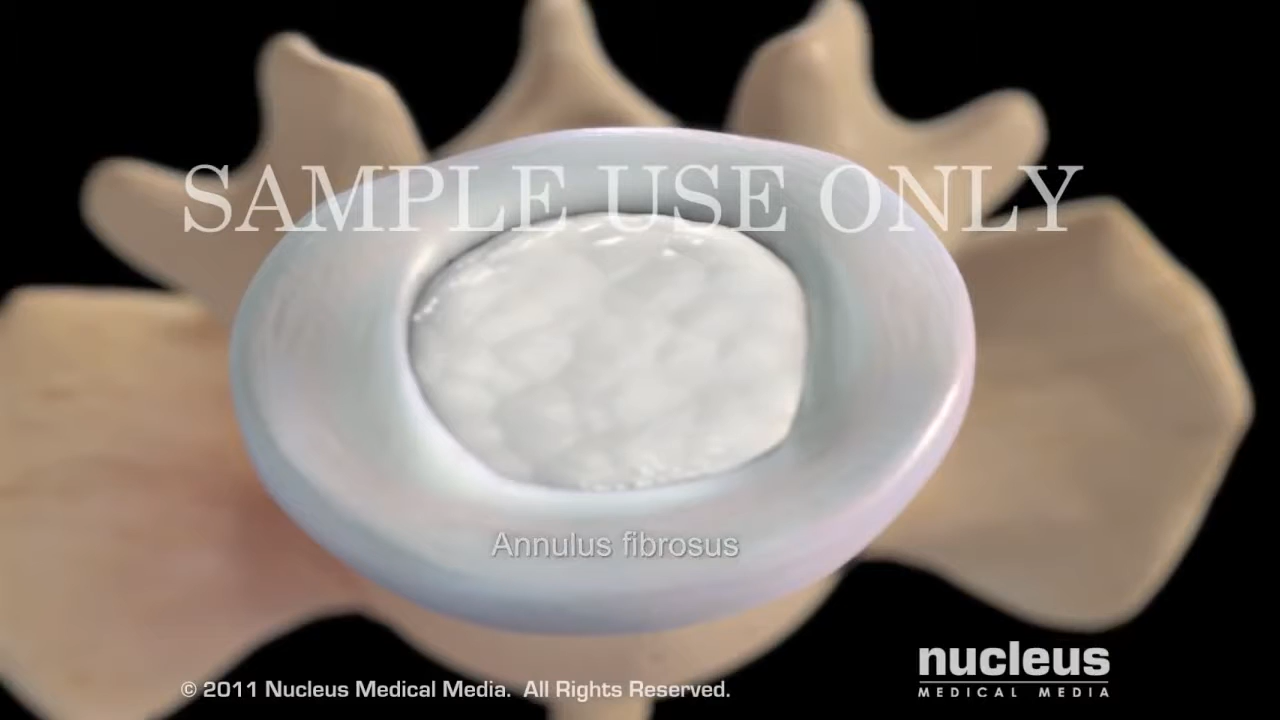 SAMPLE USE ONLY
Annulus fibrosus
nucleus
MEDICAL MEDIA
© 2011 Nucleus Medical Media. All Rights Reserved.